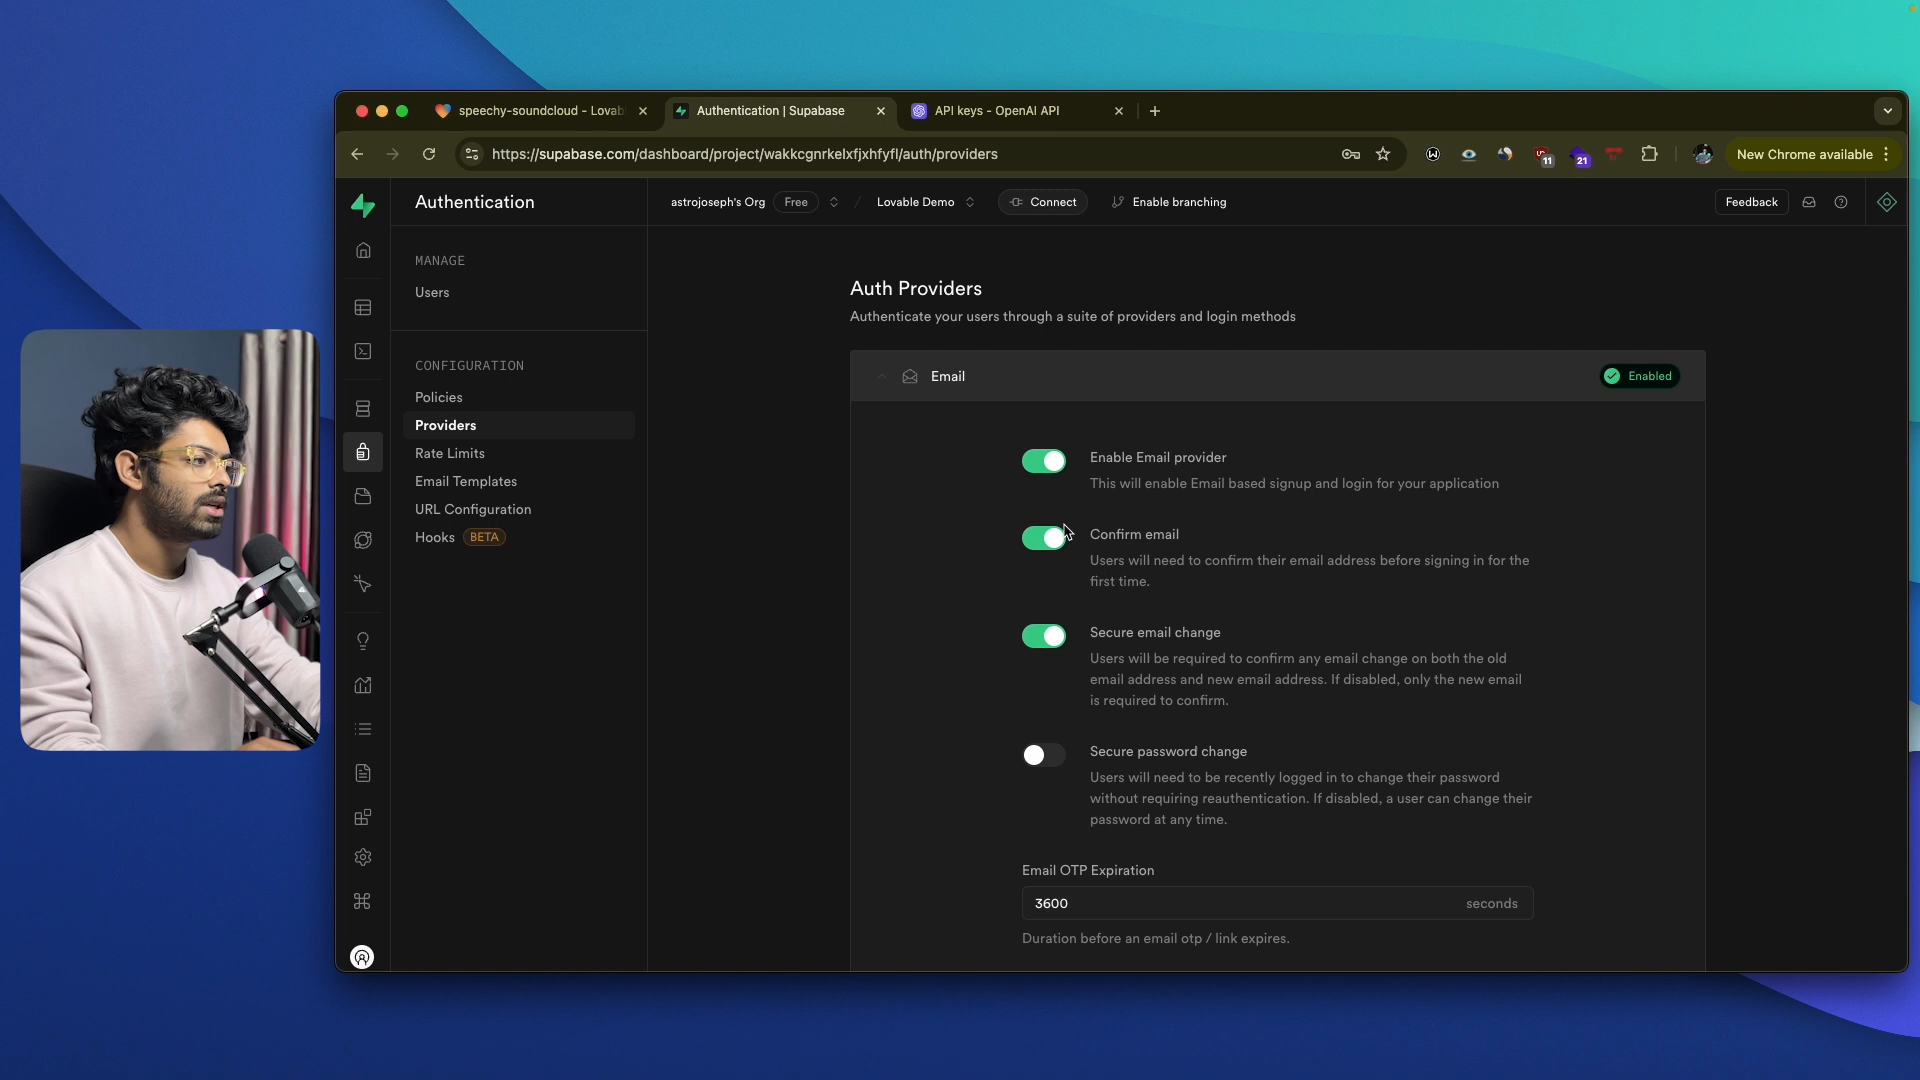 speechy-soundcloud - Lovab
Authentication | Supabase
API keys - OpenAI API
https://supabase.com/dashboard/project/wakkcgnrkelxfjxhfyfl/auth/providers
11
21
New Chrome available
Authentication
astrojoseph's Org
Free
/
Lovable Demo
Connect
Enable branching
Feedback
MANAGE
Users
CONFIGURATION
Policies
Providers
Rate Limits
Email Templates
URL Configuration
Hooks BETA
Auth Providers
Authenticate your users through a suite of providers and login methods
Email
Enabled
Enable Email provider
This will enable Email based signup and login for your application
Confirm email
Users will need to confirm their email address before signing in for the
first time.
Secure email change
Users will be required to confirm any email change on both the old
email address and new email address. If disabled, only the new email
is required to confirm.
Secure password change
Users will need to be recently logged in to change their password
without requiring reauthentication. If disabled, a user can change their
password at any time.
Email OTP Expiration
3600
seconds
Duration before an email otp / link expires.